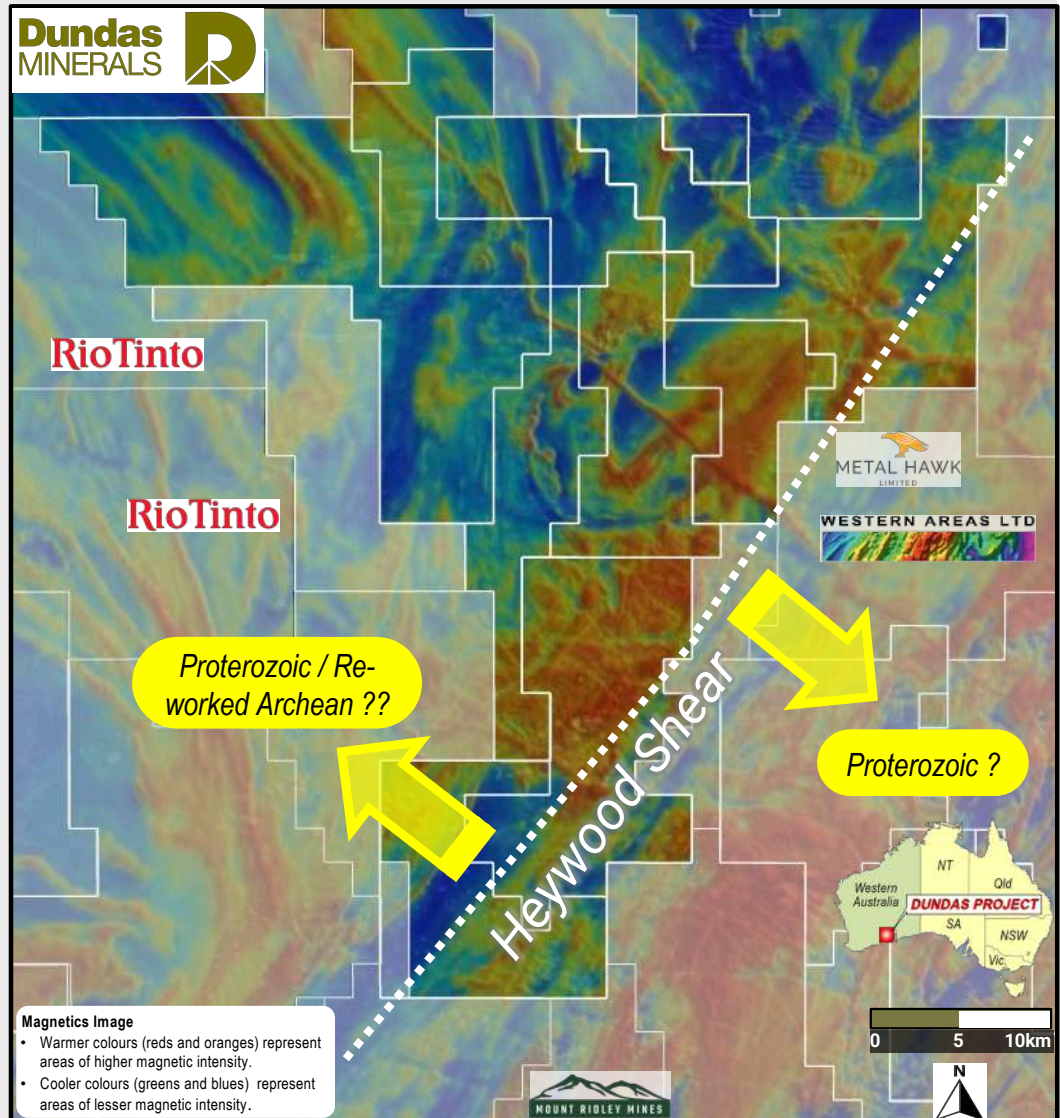 Dundas
MINERALS
RioTinto
RioTinto
METAL HAWK
LIMITED
WESTERN AREAS LTD
Proterozoic / Re-
worked Archean ??
Heywood Shear
Proterozoic ?
NT
Qld
Western
Australia
DUNDAS PROJECT
SA
NSW
Vic.
Magnetics Image
• Warmer colours (reds and oranges) represent
areas of higher magnetic intensity.
• Cooler colours (greens and blues) represent
areas of lesser magnetic intensity.
0 5 10km
N
MOUNT RIDLEY MINES